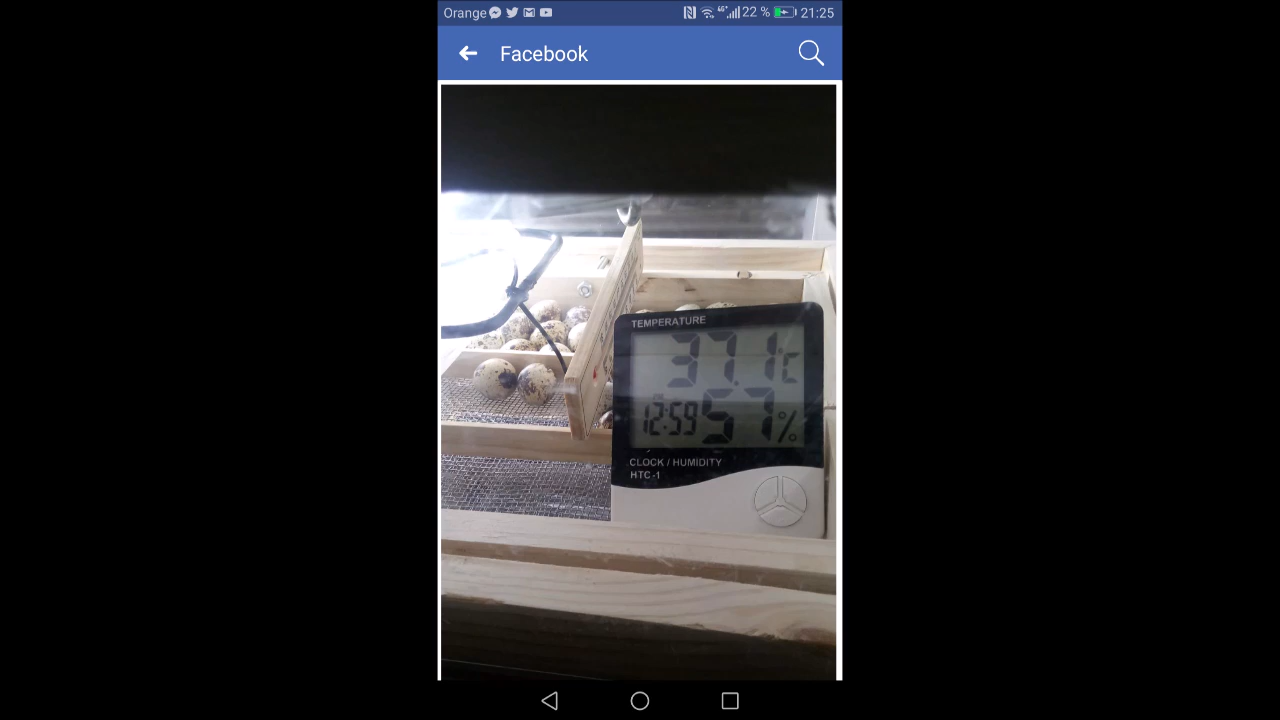 Orange 22 % 21:25
Facebook
TEMPERATURE
37.1°C
12:59 57%
CLOCK / HUMIDITY
HTC-1